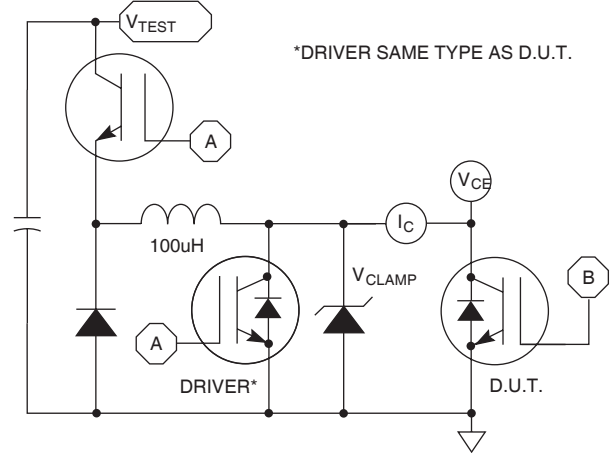 V_TEST
*DRIVER SAME TYPE AS D.U.T.
A
V_CE
I_C
100uH
V_CLAMP
B
A
DRIVER*
D.U.T.